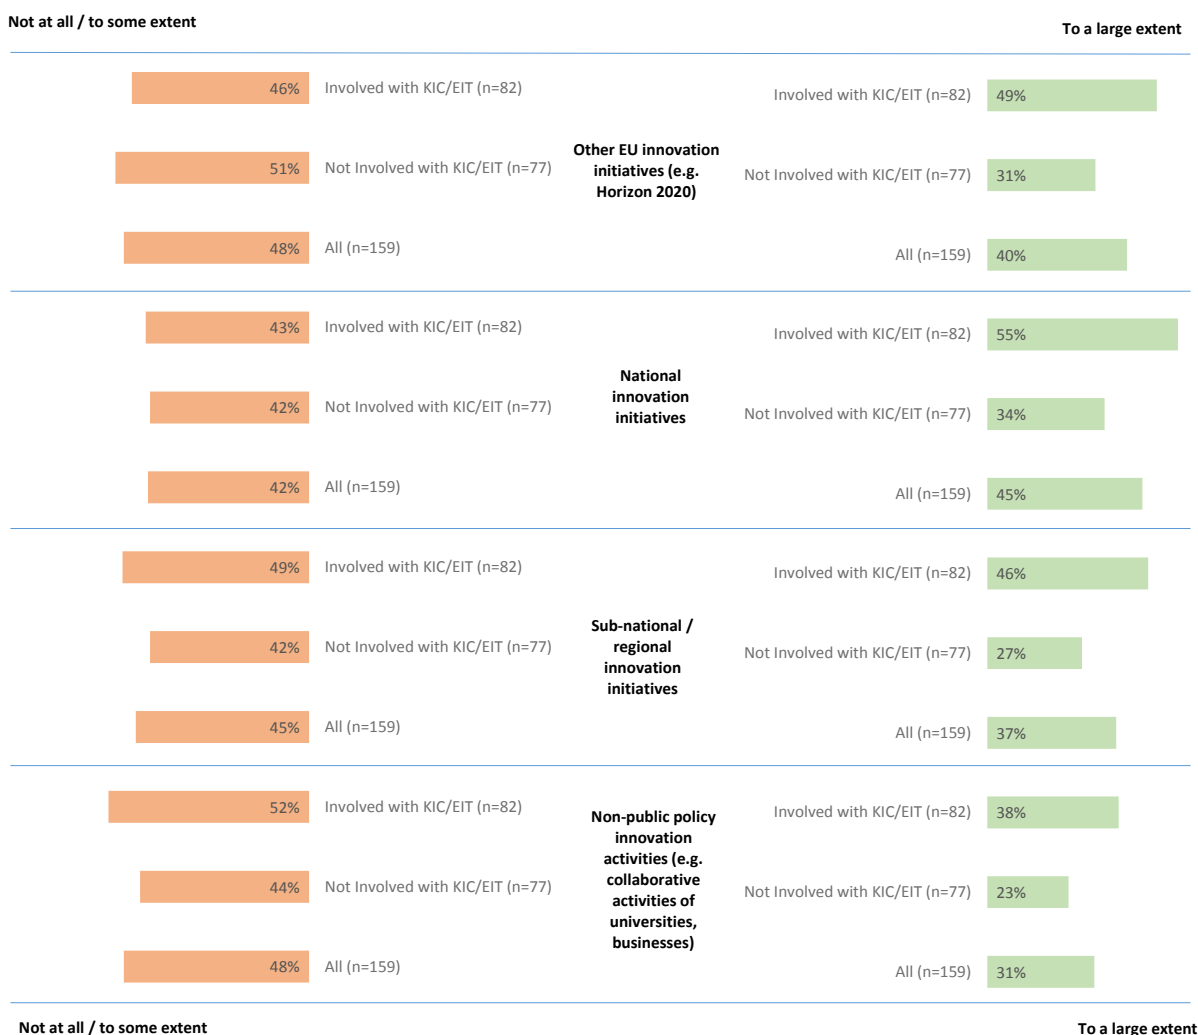 Not at all / to some extent
To a large extent
46%
Involved with KIC/EIT (n=82)
Involved with KIC/EIT (n=82)
49%
51%
Not Involved with KIC/EIT (n=77)
Other EU innovation
initiatives (e.g.
Horizon 2020)
Not Involved with KIC/EIT (n=77)
31%
48%
All (n=159)
All (n=159)
40%
43%
Involved with KIC/EIT (n=82)
Involved with KIC/EIT (n=82)
55%
42%
Not Involved with KIC/EIT (n=77)
National
innovation
initiatives
Not Involved with KIC/EIT (n=77)
34%
42%
All (n=159)
All (n=159)
45%
49%
Involved with KIC/EIT (n=82)
Involved with KIC/EIT (n=82)
46%
42%
Not Involved with KIC/EIT (n=77)
Sub-national /
regional
innovation
initiatives
Not Involved with KIC/EIT (n=77)
27%
45%
All (n=159)
All (n=159)
37%
52%
Involved with KIC/EIT (n=82)
Involved with KIC/EIT (n=82)
38%
44%
Not Involved with KIC/EIT (n=77)
Non-public policy
innovation
activities (e.g.
collaborative
activities of
universities,
businesses)
Not Involved with KIC/EIT (n=77)
23%
48%
All (n=159)
All (n=159)
31%
Not at all / to some extent
To a large extent